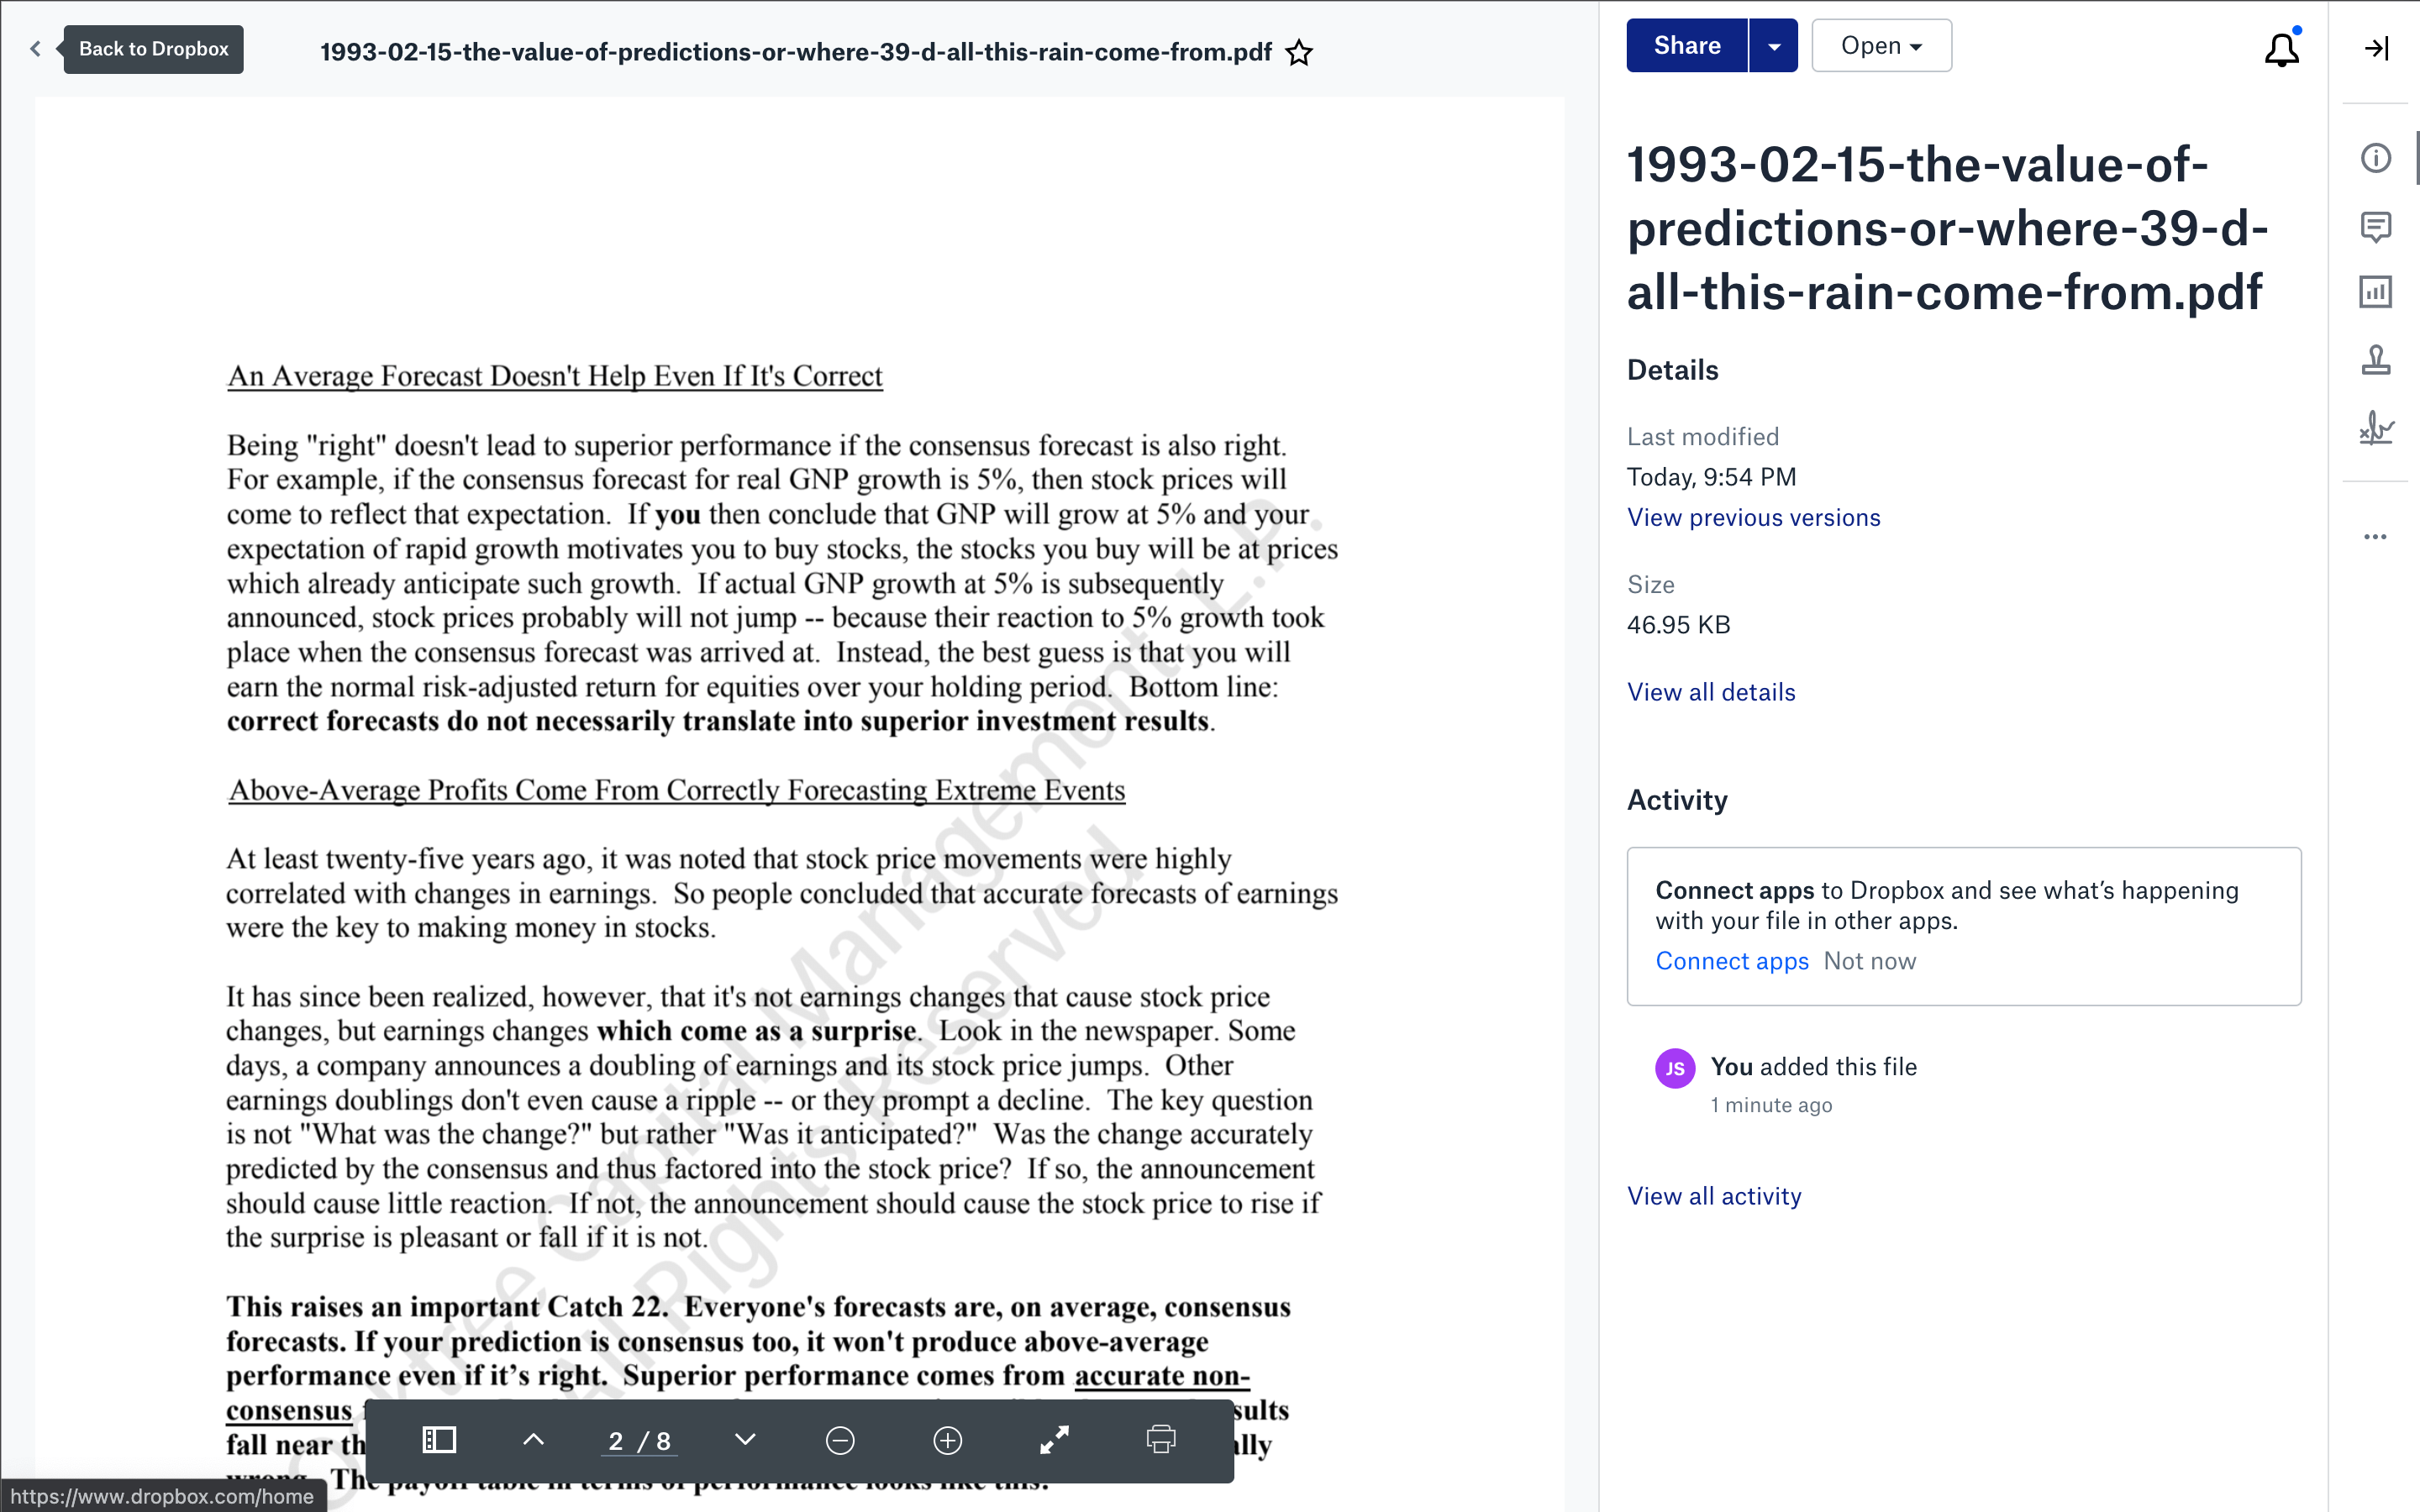 Back to Dropbox
1993-02-15-the-value-of-predictions-or-where-39-d-all-this-rain-come-from.pdf
An Average Forecast Doesn't Help Even If It's Correct
Being "right" doesn't lead to superior performance if the consensus forecast is also right.
For example, if the consensus forecast for real GNP growth is 5%, then stock prices will
come to reflect that expectation.  If you then conclude that GNP will grow at 5% and your
expectation of rapid growth motivates you to buy stocks, the stocks you buy will be at prices
which already anticipate such growth.  If actual GNP growth at 5% is subsequently
announced, stock prices probably will not jump -- because their reaction to 5% growth took
place when the consensus forecast was arrived at.  Instead, the best guess is that you will
earn the normal risk-adjusted return for equities over your holding period.  Bottom line:
correct forecasts do not necessarily translate into superior investment results.
Above-Average Profits Come From Correctly Forecasting Extreme Events
At least twenty-five years ago, it was noted that stock price movements were highly
correlated with changes in earnings.  So people concluded that accurate forecasts of earnings
were the key to making money in stocks.
It has since been realized, however, that it's not earnings changes that cause stock price
changes, but earnings changes which come as a surprise.  Look in the newspaper. Some
days, a company announces a doubling of earnings and its stock price jumps.  Other
earnings doublings don't even cause a ripple -- or they prompt a decline.  The key question
is not "What was the change?" but rather "Was it anticipated?"  Was the change accurately
predicted by the consensus and thus factored into the stock price?  If so, the announcement
should cause little reaction.  If not, the announcement should cause the stock price to rise if
the surprise is pleasant or fall if it is not.
This raises an important Catch 22.  Everyone's forecasts are, on average, consensus
forecasts. If your prediction is consensus too, it won't produce above-average
performance even if it’s right.  Superior performance comes from accurate non-
consensus
fall near
The payoff table in terms of performance looks like this:
Capital Management, L.P.
All Rights Reserved
2 / 8
https://www.dropbox.com/home
Share
Open
1993-02-15-the-value-of-
predictions-or-where-39-d-
all-this-rain-come-from.pdf
Details
Last modified
Today, 9:54 PM
View previous versions
Size
46.95 KB
View all details
Activity
Connect apps to Dropbox and see what’s happening
with your file in other apps.
Connect apps Not now
JS
You added this file
1 minute ago
View all activity